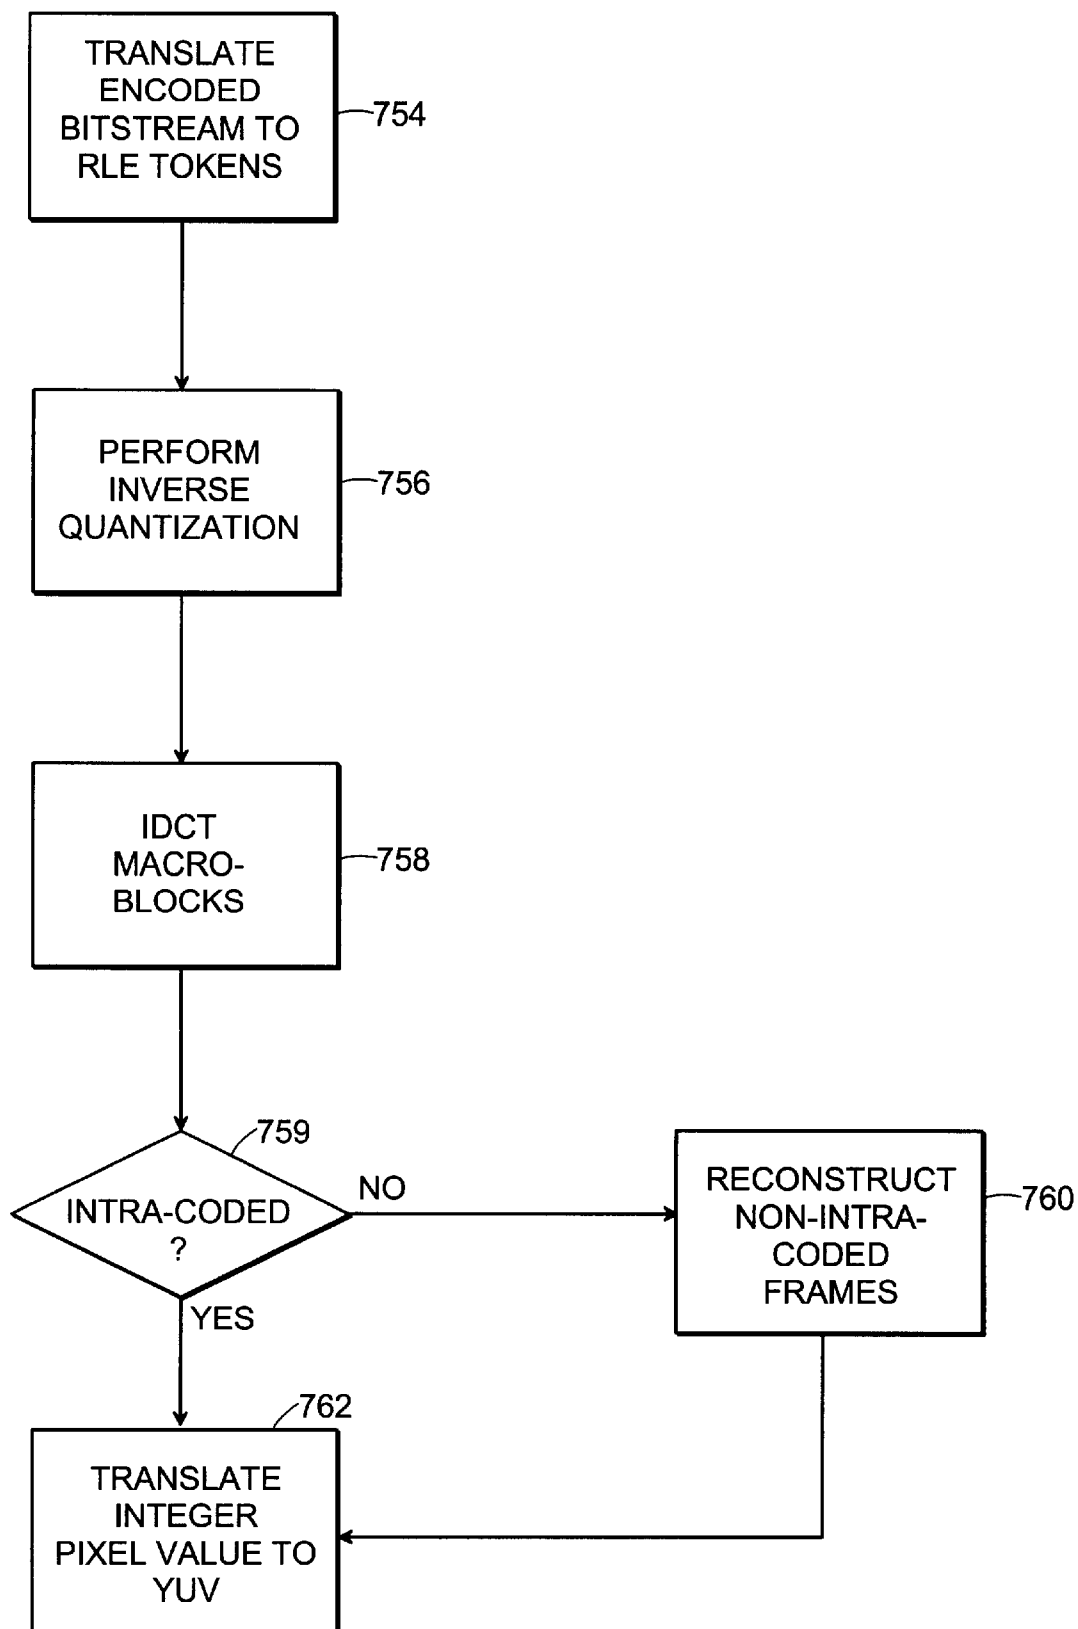 TRANSLATE
ENCODED
BITSTREAM TO
RLE TOKENS
754
PERFORM
INVERSE
QUANTIZATION
756
IDCT
MACRO-
BLOCKS
758
759
INTRA-CODED
?
NO
YES
RECONSTRUCT
NON-INTRA-
CODED
FRAMES
760
762
TRANSLATE
INTEGER
PIXEL VALUE TO
YUV